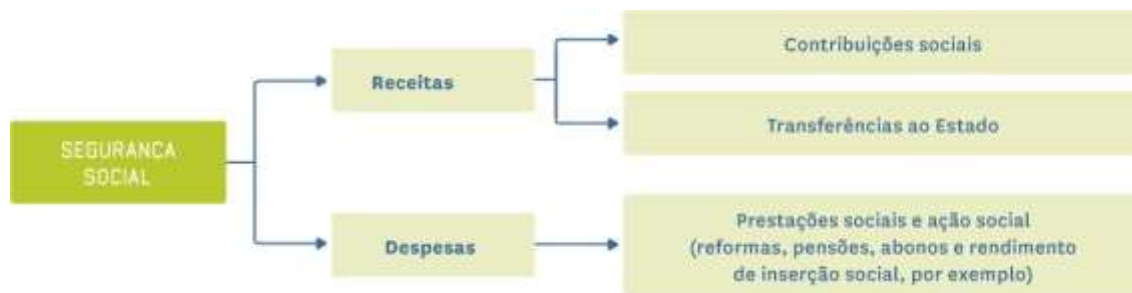 SEGURANCA
SOCIAL
Receitas
Contribuições sociais
Transferências ao Estado
Despesas
Prestações sociais e ação social
(reformas, pensões, abonos e rendimento
de inserção social, por exemplo)